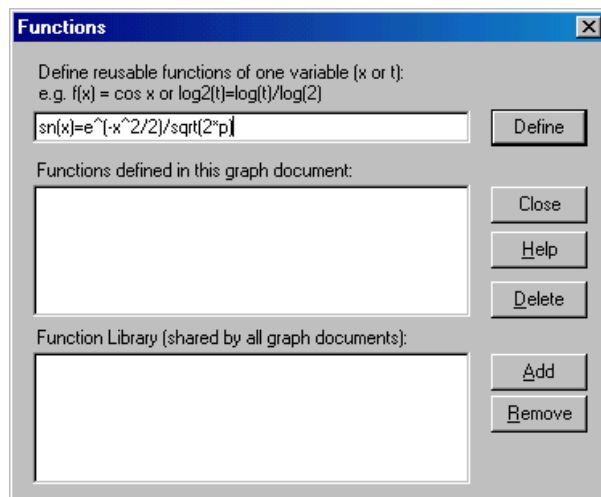 Functions
Define reusable functions of one variable (x or t):
e.g. f(x) = cos x or log2(t)=log(t)/log(2)
sn(x)=e^(-x^2/2)/sqrt(2*p)
Define
Functions defined in this graph document:
Close
Help
Delete
Function Library (shared by all graph documents):
Add
Remove